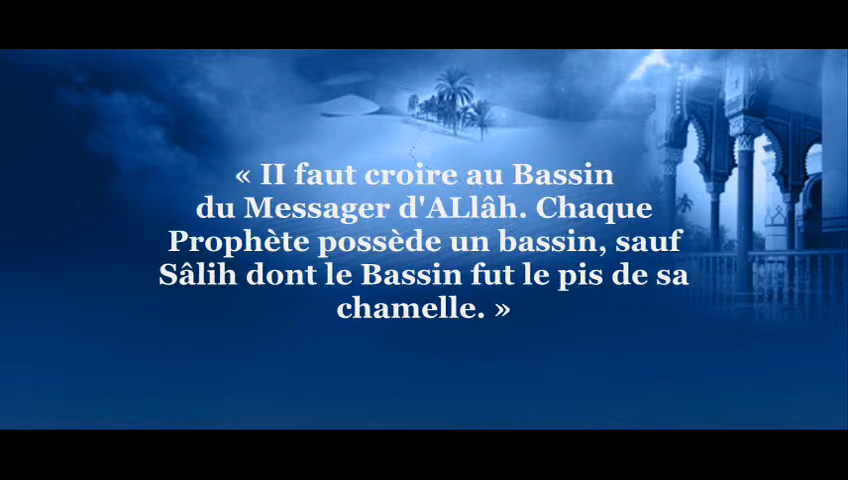 « II faut croire au Bassin
du Messager d'ALlâh. Chaque
Prophète possède un bassin, sauf
Sâlih dont le Bassin fut le pis de sa
chamelle. »